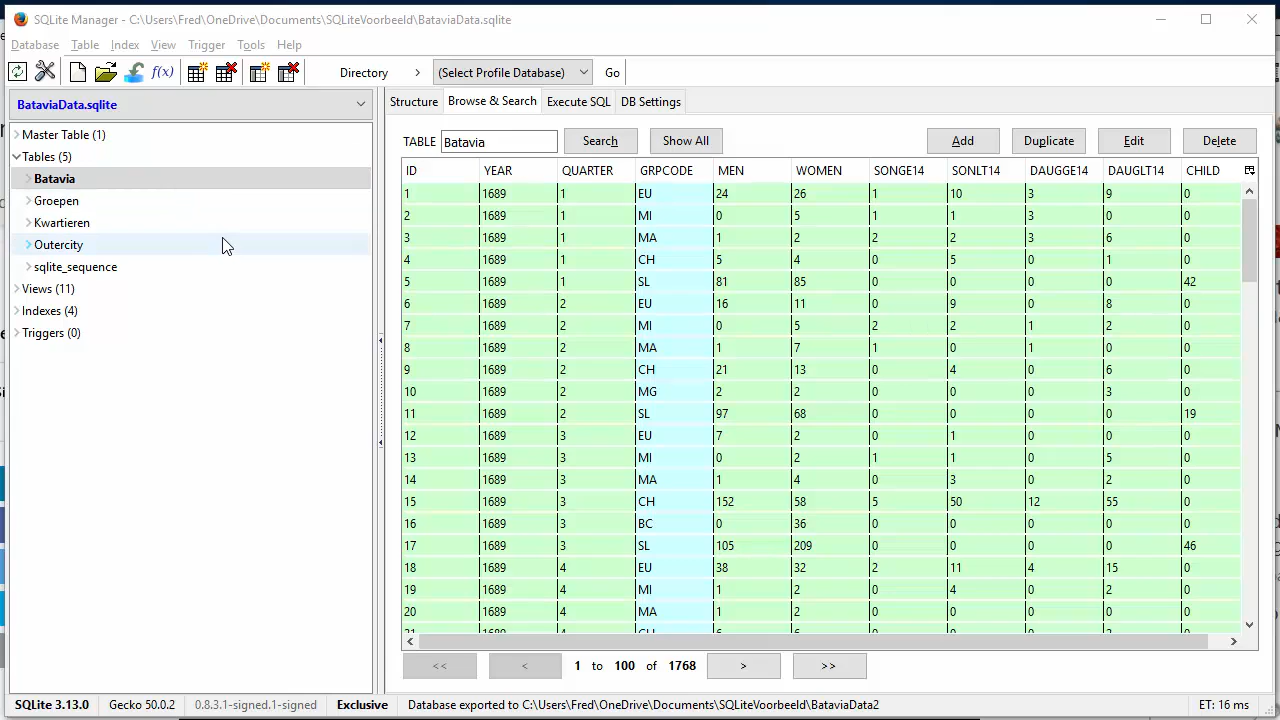 SQLite Manager - C:\Users\Fred\OneDrive\Documents\SQLiteVoorbeeld\BataviaData.sqlite
Database Table Index View Trigger Tools Help
f(x) Directory > (Select Profile Database) Go
BataviaData.sqlite
Master Table (1)
Tables (5)
Batavia
Groepen
Kwartieren
Outercity
sqlite_sequence
Views (11)
Indexes (4)
Triggers (0)
Structure Browse & Search Execute SQL DB Settings
TABLE Batavia Search Show All Add Duplicate Edit Delete
ID YEAR QUARTER GRPCODE MEN WOMEN SONGE14 SONLT14 DAUGGE14 DAUGLT14 CHILD
1 1689 1 EU 24 26 1 10 3 9 0
2 1689 1 MI 0 5 1 1 3 0 0
3 1689 1 MA 1 2 2 2 3 6 0
4 1689 1 CH 5 4 0 5 0 1 0
5 1689 1 SL 81 85 0 0 0 0 42
6 1689 2 EU 16 11 0 9 0 8 0
7 1689 2 MI 0 5 2 2 1 2 0
8 1689 2 MA 1 7 1 0 1 0 0
9 1689 2 CH 21 13 0 4 0 6 0
10 1689 2 MG 2 2 0 0 0 3 0
11 1689 2 SL 97 68 0 0 0 0 19
12 1689 3 EU 7 2 0 1 0 0 0
13 1689 3 MI 0 2 1 1 0 5 0
14 1689 3 MA 1 4 0 3 0 2 0
15 1689 3 CH 152 58 5 50 12 55 0
16 1689 3 BC 0 36 0 0 0 0 0
17 1689 3 SL 105 209 0 0 0 0 46
18 1689 4 EU 38 32 2 11 4 15 0
19 1689 4 MI 1 2 0 4 0 2 0
20 1689 4 MA 1 2 0 0 0 0 0
<< < 1 to 100 of 1768 > >>
SQLite 3.13.0 Gecko 50.0.2 0.8.3.1-signed.1-signed Exclusive Database exported to C:\Users\Fred\OneDrive\Documents\SQLiteVoorbeeld\BataviaData2 ET: 16 ms